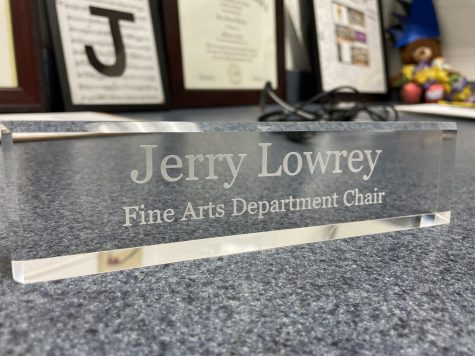 J
Jerry Lowrey
Fine Arts Department Chair